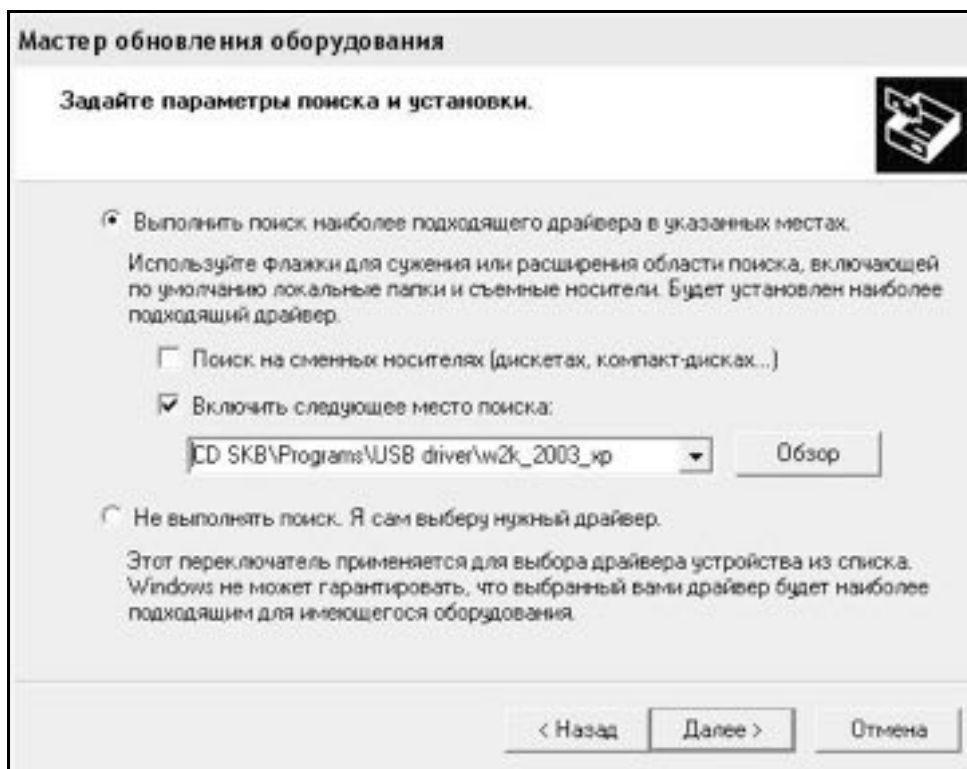 Мастер обновления оборудования
Задайте параметры поиска и установки.
Выполнить поиск наиболее подходящего драйвера в указанных местах.
Используйте флажки для сужения или расширения области поиска, включающей
по умолчанию локальные папки и съемные носители. Будет установлен наиболее
подходящий драйвер.
Поиск на сменных носителях (дискетах, компакт-дисках...)
Включить следующее место поиска:
CD SKB\Programs\USB driver\w2k_2003_xp
Обзор
Не выполнять поиск. Я сам выберу нужный драйвер.
Этот переключатель применяется для выбора драйвера устройства из списка.
Windows не может гарантировать, что выбранный вами драйвер будет наиболее
подходящим для имеющегося оборудования.
< Назад
Далее >
Отмена